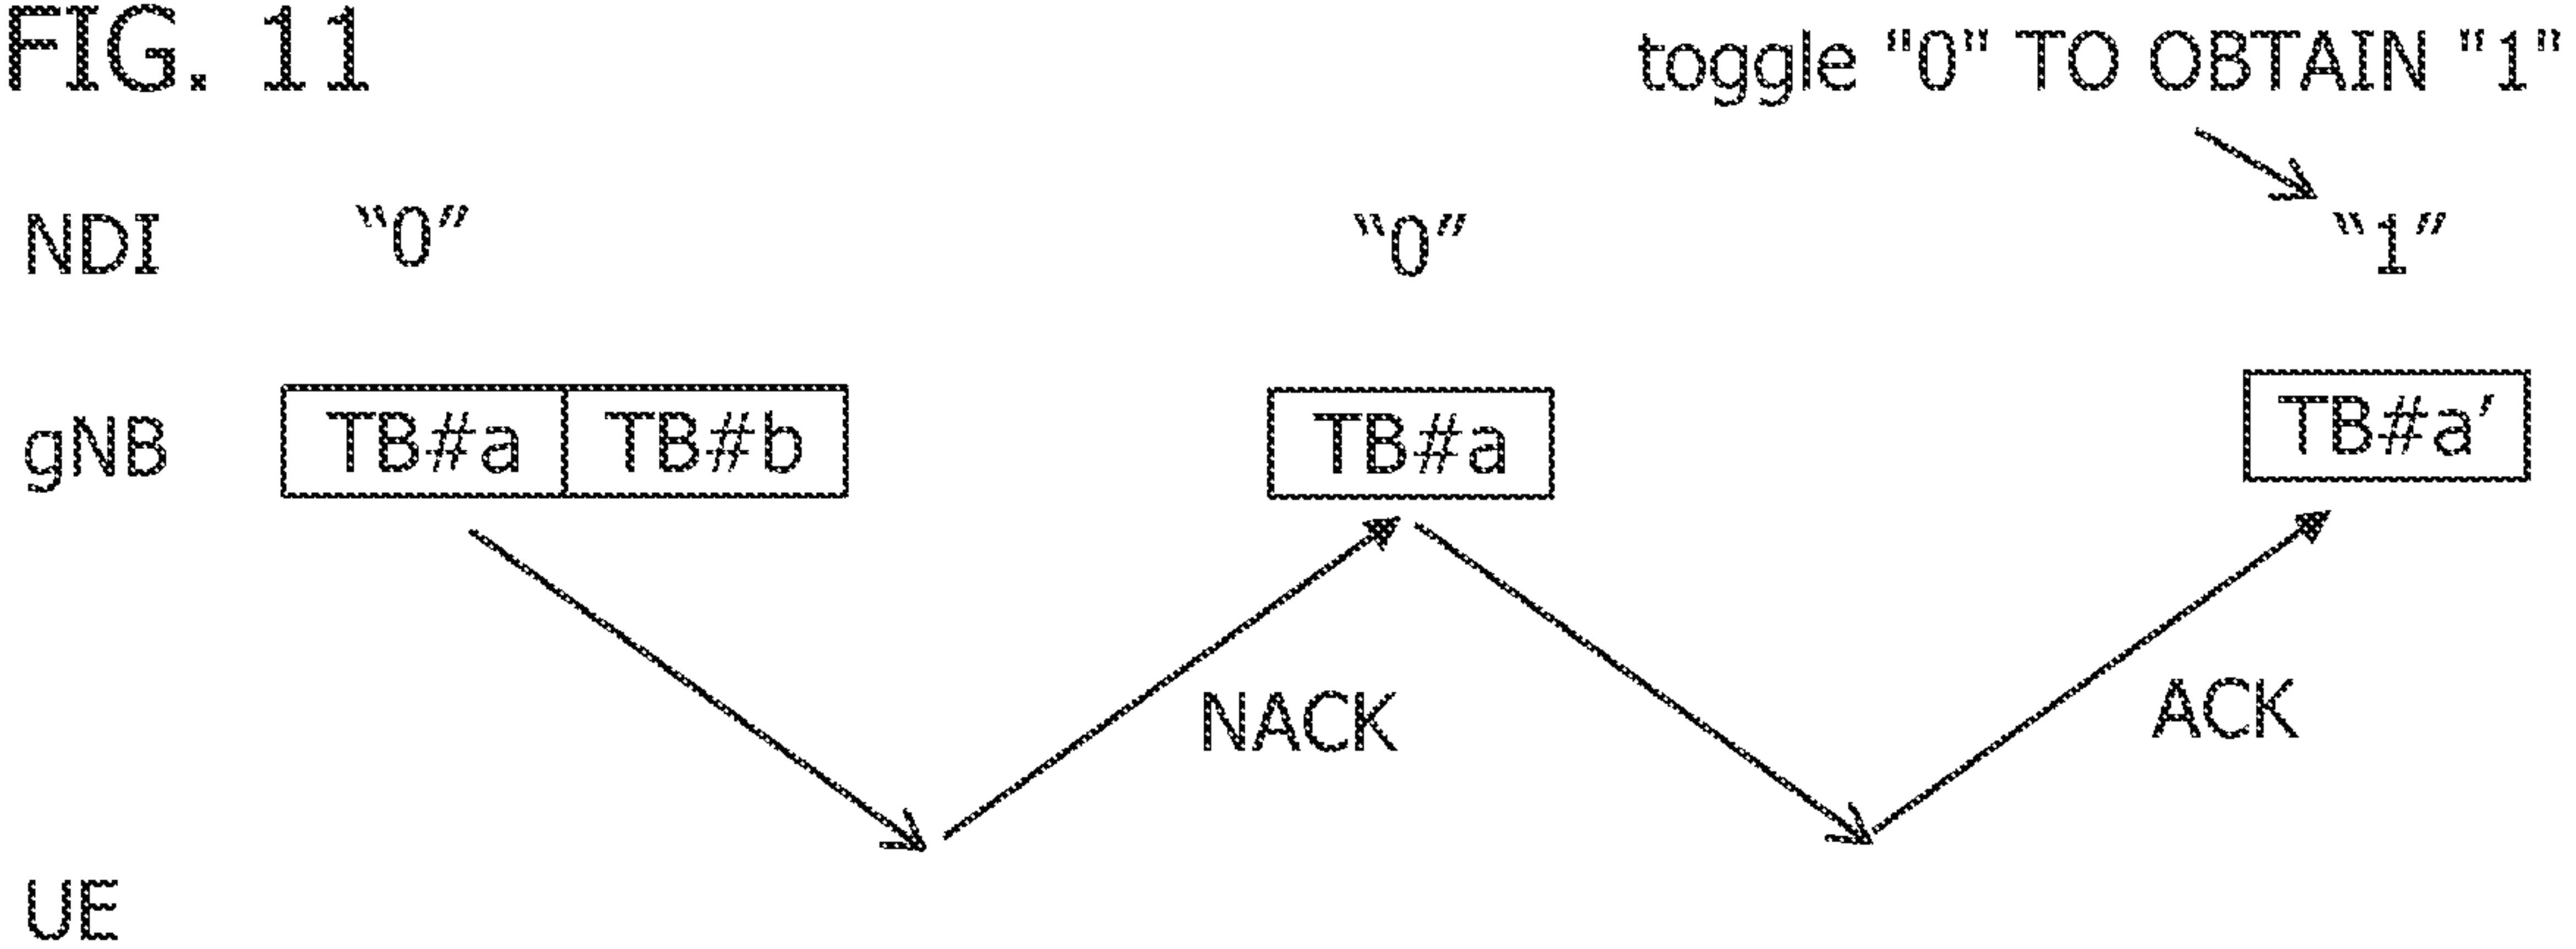 FIG. 11
toggle "0" TO OBTAIN "1"
NDI “0” “0” “1”
gNB TB#a TB#b TB#a TB#a’
NACK ACK
UE